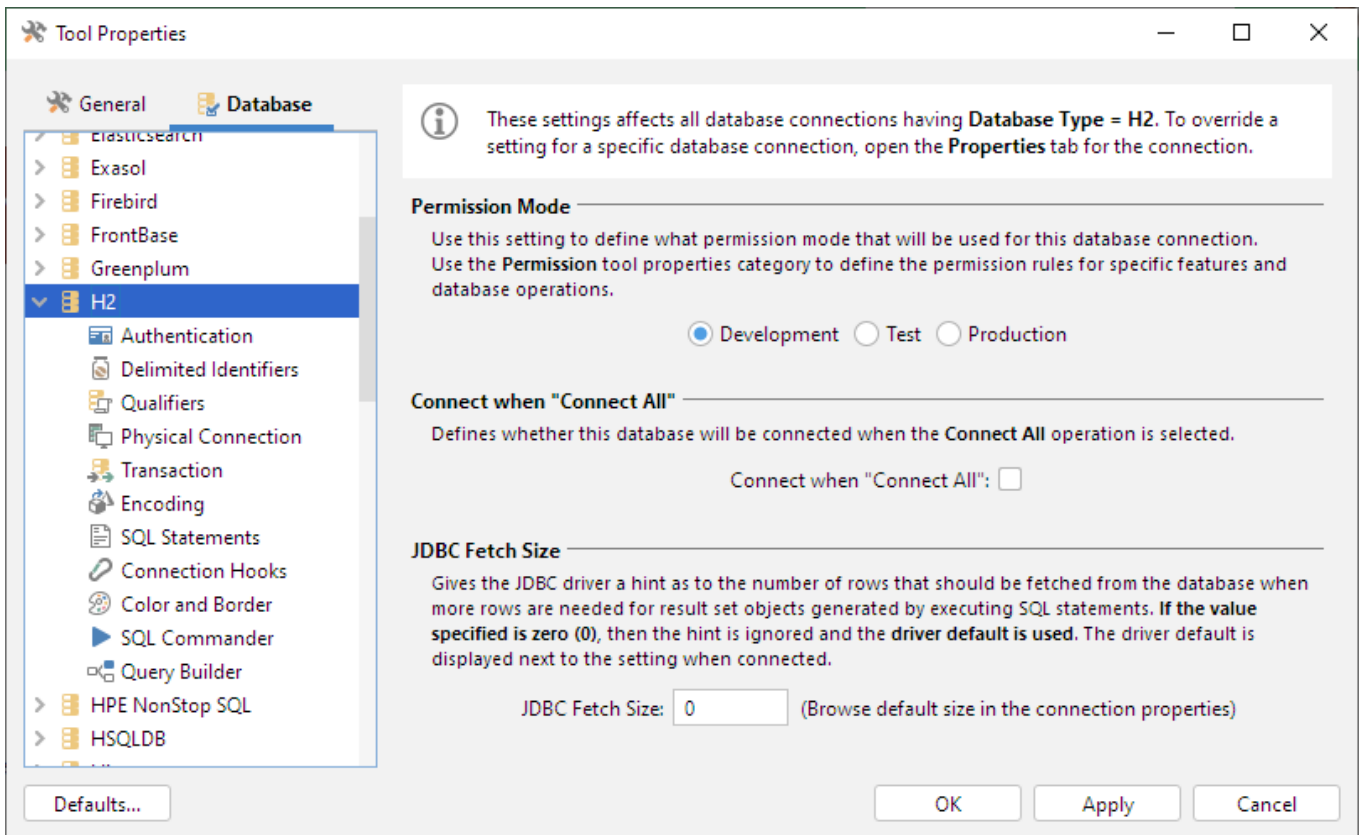 Tool Properties
General
Database
Elasticsearch
Exasol
Firebird
FrontBase
Greenplum
H2
Authentication
Delimited Identifiers
Qualifiers
Physical Connection
Transaction
Encoding
SQL Statements
Connection Hooks
Color and Border
SQL Commander
Query Builder
HPE NonStop SQL
HSQLDB
Defaults...
These settings affects all database connections having Database Type = H2. To override a
setting for a specific database connection, open the Properties tab for the connection.
Permission Mode
Use this setting to define what permission mode that will be used for this database connection.
Use the Permission tool properties category to define the permission rules for specific features and
database operations.
Development Test Production
Connect when "Connect All"
Defines whether this database will be connected when the Connect All operation is selected.
Connect when "Connect All":
JDBC Fetch Size
Gives the JDBC driver a hint as to the number of rows that should be fetched from the database when
more rows are needed for result set objects generated by executing SQL statements. If the value
specified is zero (0), then the hint is ignored and the driver default is used. The driver default is
displayed next to the setting when connected.
JDBC Fetch Size: 0 (Browse default size in the connection properties)
OK Apply Cancel